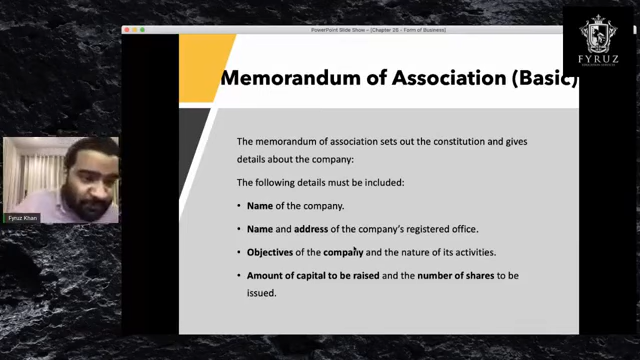 PowerPoint Slide Show - [Chapter 25 - Form of Business]
FYRUZ
Memorandum of Association (Basic)
The memorandum of association sets out the constitution and gives
details about the company:
The following details must be included:
• Name of the company.
• Name and address of the company's registered office.
• Objectives of the company and the nature of its activities.
• Amount of capital to be raised and the number of shares to be
issued.
Fyruz Khan